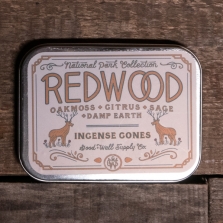 National Park Collection
REDWOOD
OAKMOSS + CITRUS + SAGE
+ DAMP EARTH
INCENSE CONES
Good & Well Supply Co.